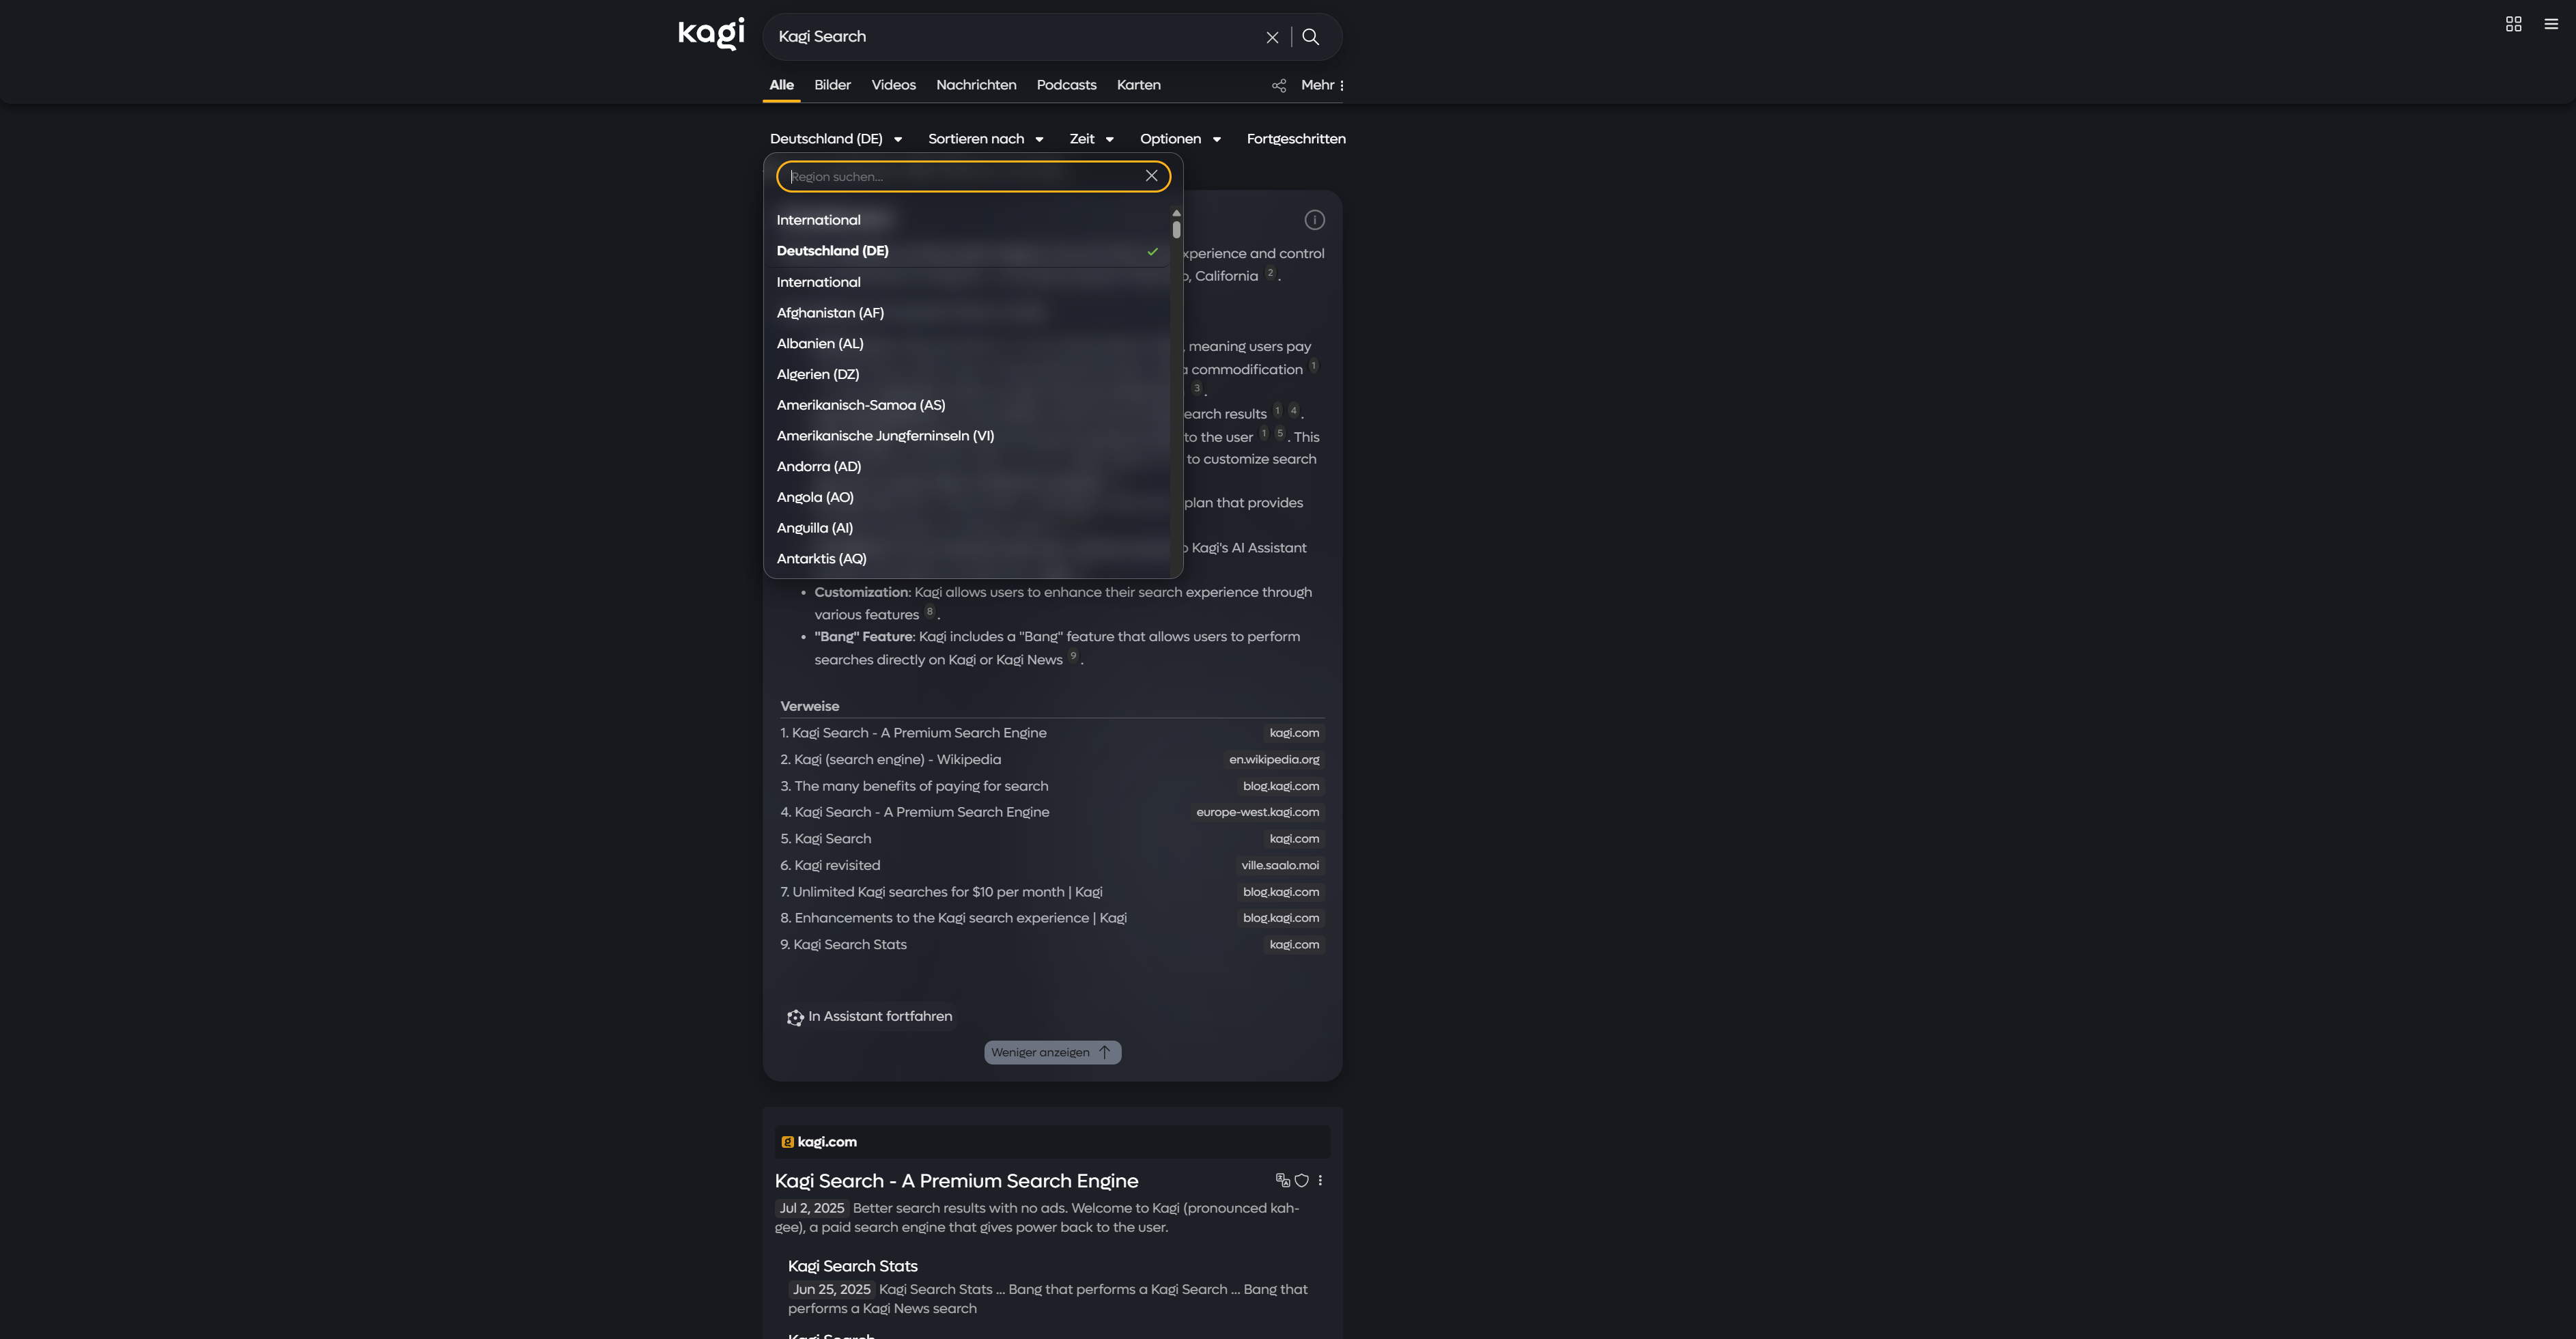 kagi
Kagi Search
Alle Bilder Videos Nachrichten Podcasts Karten Mehr
Deutschland (DE) Sortieren nach Zeit Optionen Fortgeschritten
Region suchen...
International
Deutschland (DE)
xperience and control
International
, California 2.
Afghanistan (AF)
Albanien (AL)
, meaning users pay
Algerien (DZ)
commodification 1
3.
Amerikanisch-Samoa (AS)
earch results 1 4.
Amerikanische Jungferninseln (VI)
to the user 1 5. This
Andorra (AD)
to customize search
Angola (AO)
plan that provides
Anguilla (AI)
Kagi's AI Assistant
Antarktis (AQ)
• Customization: Kagi allows users to enhance their search experience through
various features 8.
• "Bang" Feature: Kagi includes a "Bang" feature that allows users to perform
searches directly on Kagi or Kagi News 9.
Verweise
1. Kagi Search - A Premium Search Engine kagi.com
2. Kagi (search engine) - Wikipedia en.wikipedia.org
3. The many benefits of paying for search blog.kagi.com
4. Kagi Search - A Premium Search Engine europe-west.kagi.com
5. Kagi Search kagi.com
6. Kagi revisited ville.saalo.moi
7. Unlimited Kagi searches for $10 per month | Kagi blog.kagi.com
8. Enhancements to the Kagi search experience | Kagi blog.kagi.com
9. Kagi Search Stats kagi.com
In Assistant fortfahren
Weniger anzeigen
kagi.com
Kagi Search - A Premium Search Engine
Jul 2, 2025 Better search results with no ads. Welcome to Kagi (pronounced kah-
gee), a paid search engine that gives power back to the user.
Kagi Search Stats
Jun 25, 2025 Kagi Search Stats ... Bang that performs a Kagi Search ... Bang that
performs a Kagi News search
Kagi Search